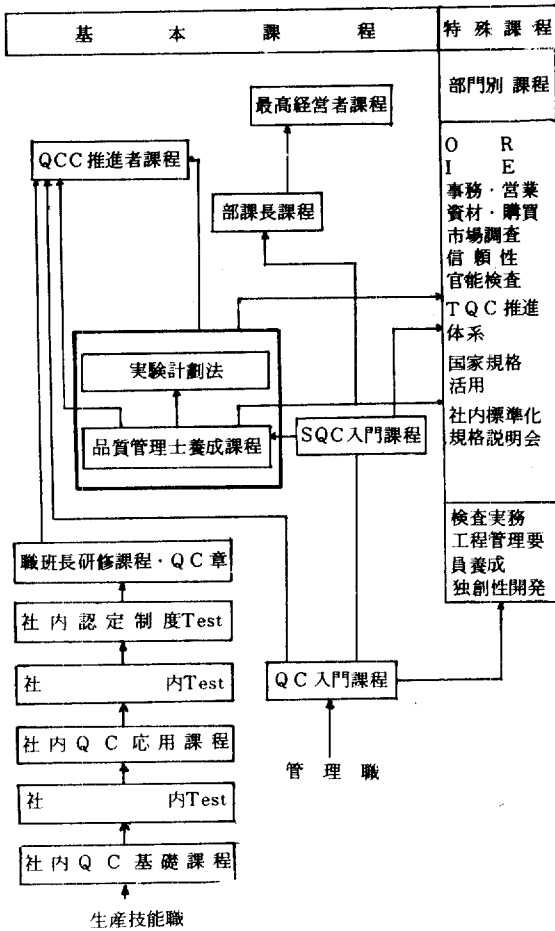 基本課程
特殊課程
部門別 課程
最高経営者課程
QCC推進者課程
部課長課程
O R
I E
事務・営業
資材・購買
市場調査
信頼性
官能検査
TQC推進
体系
国家規格
活用
社内標準化
規格説明会
実験計劃法
品質管理士養成課程
SQC入門課程
検査実務
工程管理要
員養成
独創性開発
職班長研修課程・QC章
社内認定制度Test
社内Test
QC入門課程
社内QC応用課程
管理職
社内Test
社内QC基礎課程
生産技能職